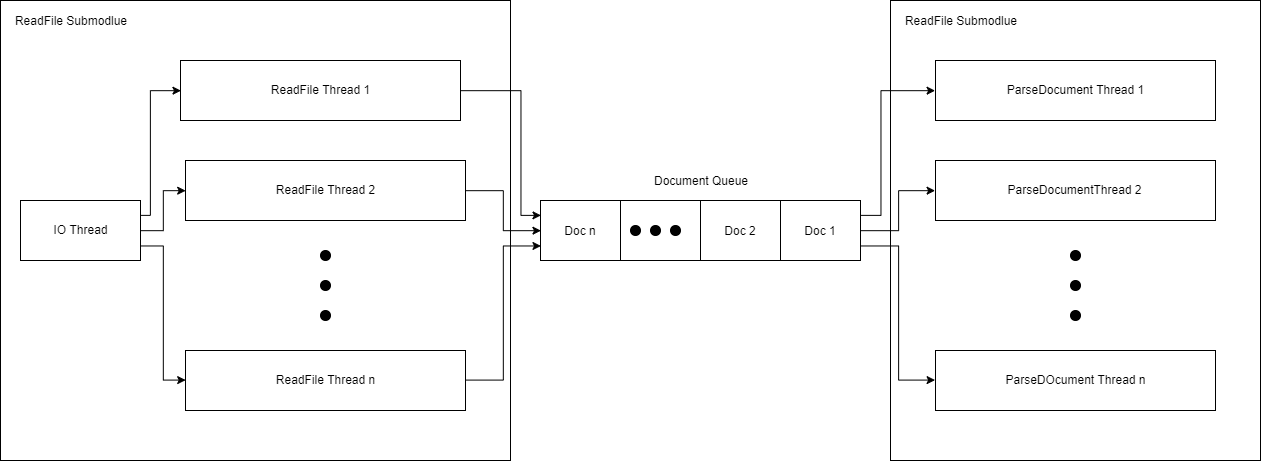 ReadFile Submodlue
ReadFile Thread 1
ReadFile Thread 2
IO Thread
ReadFile Thread n
Document Queue
Doc n
Doc 2
Doc 1
ReadFile Submodlue
ParseDocument Thread 1
ParseDocumentThread 2
ParseDOcument Thread n